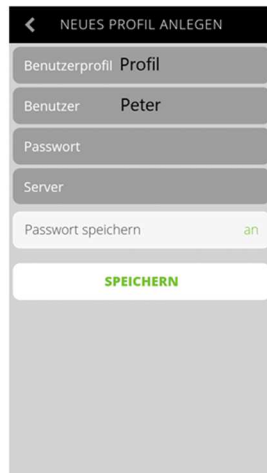 NEUES PROFIL ANLEGEN
Benutzerprofil Profil
Benutzer Peter
Passwort
Server
Passwort speichern an
SPEICHERN